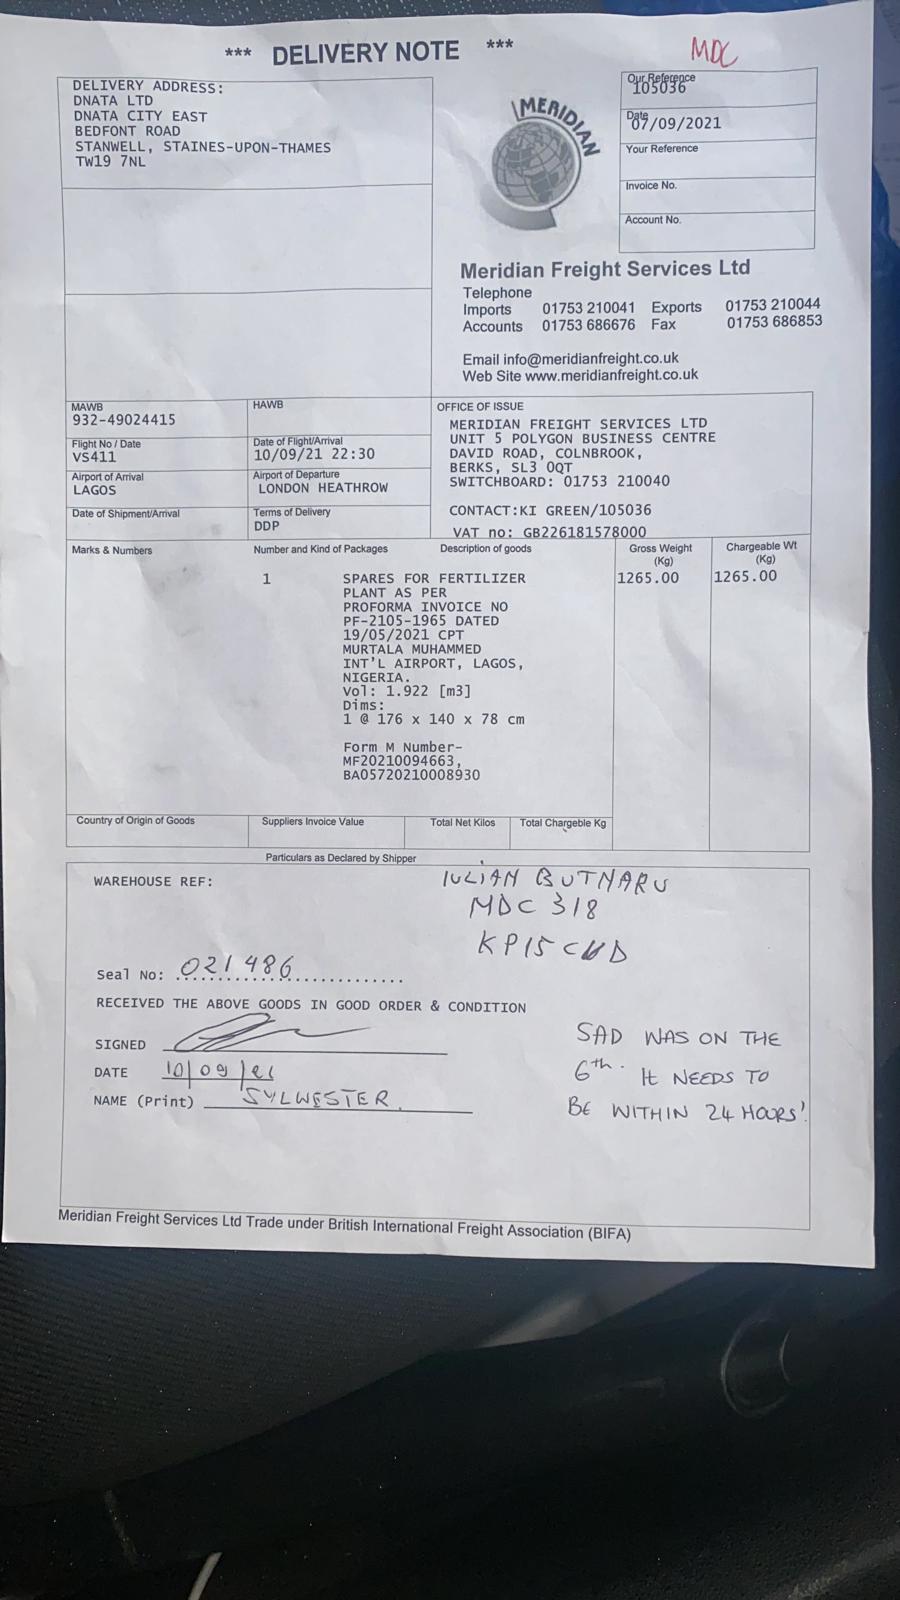 *** DELIVERY NOTE ***
MDC
DELIVERY ADDRESS:
DNATA LTD
DNATA CITY EAST
BEDFONT ROAD
STANWELL, STAINES-UPON-THAMES
TW19 7NL
MERIDIAN
Our Reference
105036
Date
07/09/2021
Your Reference
Invoice No.
Account No.
Meridian Freight Services Ltd
Telephone
Imports 01753 210041 Exports 01753 210044
Accounts 01753 686676 Fax 01753 686853
Email info@meridianfreight.co.uk
Web Site www.meridianfreight.co.uk
MAWB
932-49024415
HAWB
Flight No / Date
VS411
Date of Flight/Arrival
10/09/21 22:30
Airport of Arrival
LAGOS
Airport of Departure
LONDON HEATHROW
Date of Shipment/Arrival
Terms of Delivery
DDP
OFFICE OF ISSUE
MERIDIAN FREIGHT SERVICES LTD
UNIT 5 POLYGON BUSINESS CENTRE
DAVID ROAD, COLNBROOK,
BERKS, SL3 0QT
SWITCHBOARD: 01753 210040
CONTACT:KI GREEN/105036
VAT no: GB226181578000
Marks & Numbers
Number and Kind of Packages
Description of goods
Gross Weight
(Kg)
Chargeable Wt
(Kg)
1
SPARES FOR FERTILIZER
PLANT AS PER
PROFORMA INVOICE NO
PF-2105-1965 DATED
19/05/2021 CPT
MURTALA MUHAMMED
INT'L AIRPORT, LAGOS,
NIGERIA.
Vol: 1.922 [m3]
Dims:
1 @ 176 x 140 x 78 cm
Form M Number-
MF20210094663,
BA05720210008930
1265.00
1265.00
Country of Origin of Goods
Suppliers Invoice Value
Total Net Kilos
Total Chargeble Kg
Particulars as Declared by Shipper
WAREHOUSE REF:
IULIAN BUTNARU
MDC 318
Seal No: 021486
RECEIVED THE ABOVE GOODS IN GOOD ORDER & CONDITION
SIGNED
DATE 10/09/21
NAME (Print) SYLWESTER
SAD WAS ON THE
6th. IT NEEDS TO
BE WITHIN 24 HOURS!
Meridian Freight Services Ltd Trade under British International Freight Association (BIFA)